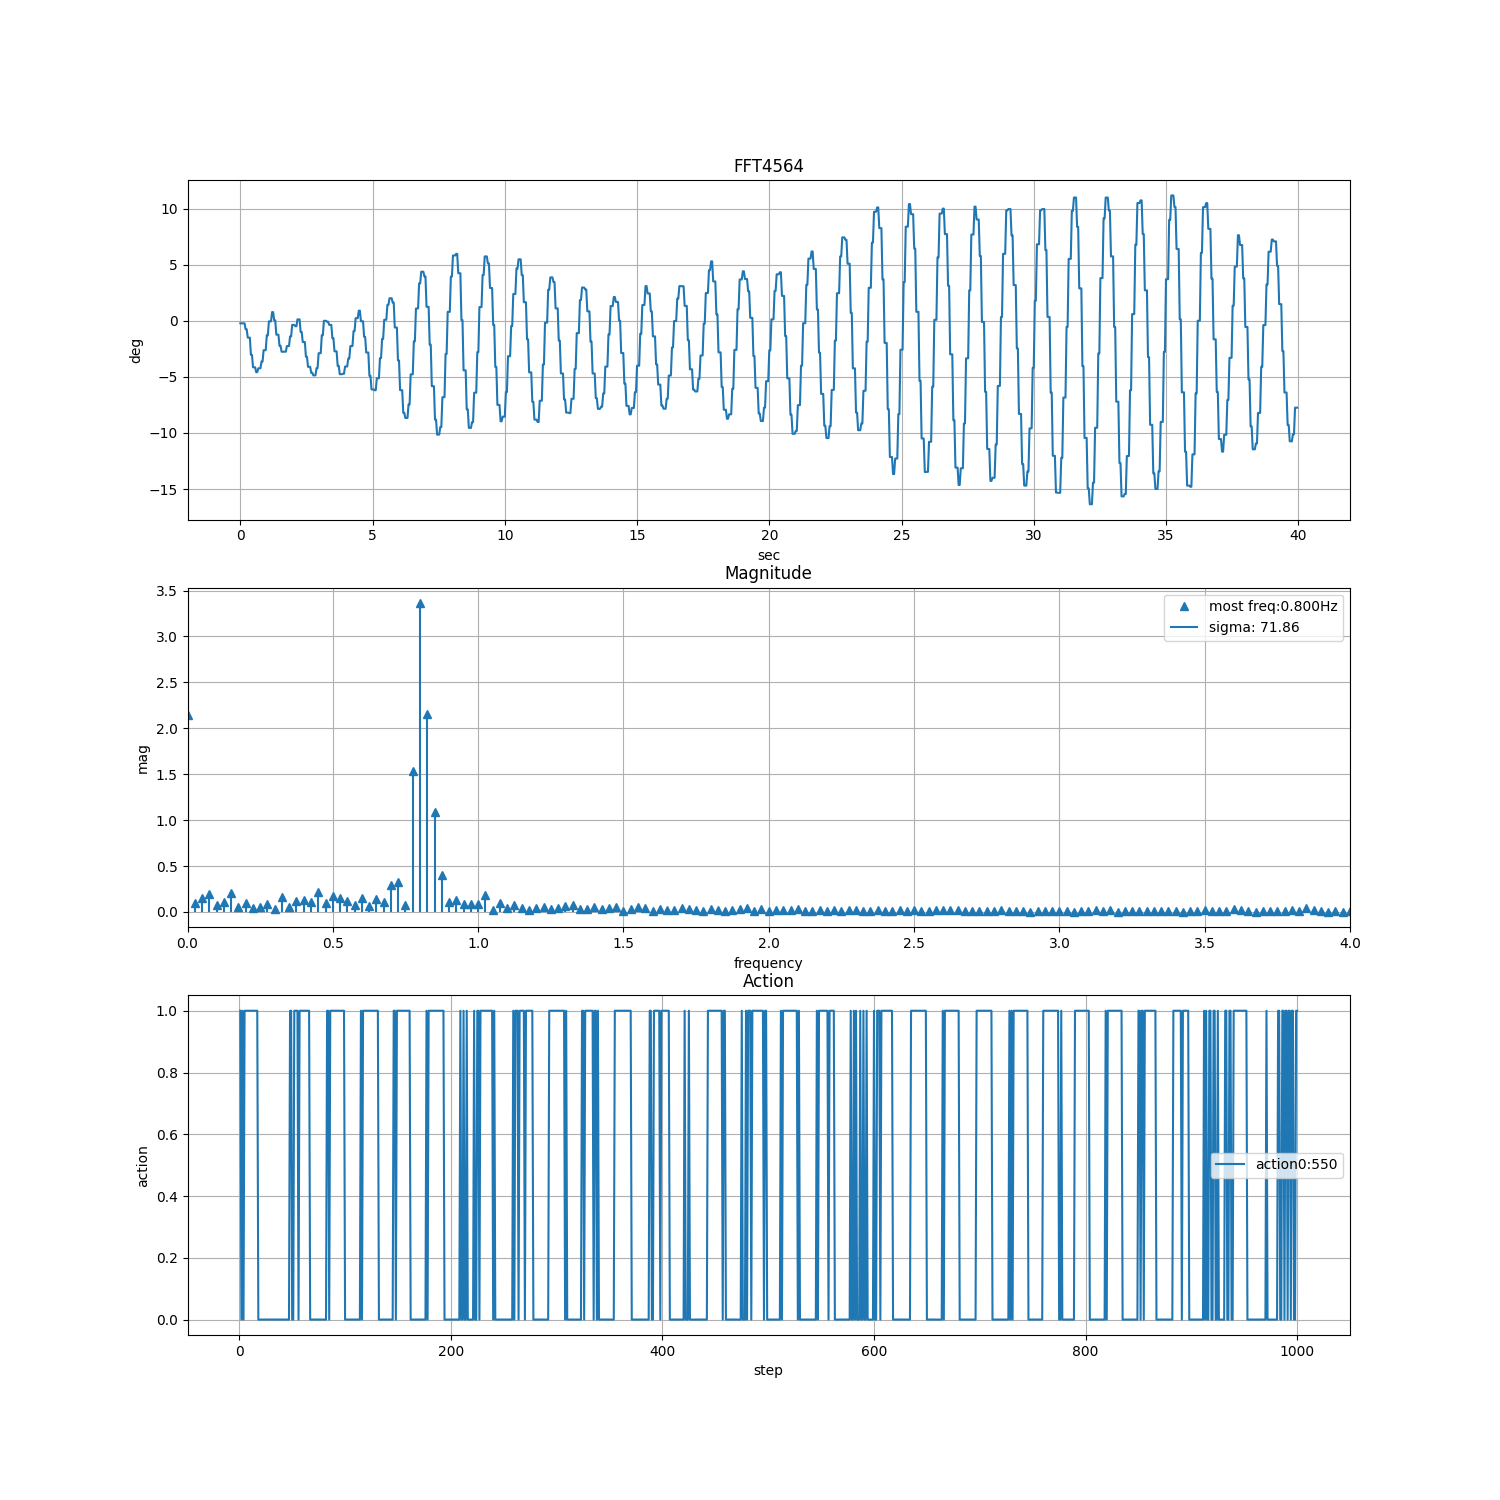 FFT4564
10
5
0
−5
−10
−15
deg
0 5 10 15 20 25 30 35 40
sec
Magnitude
3.5
3.0
2.5
2.0
1.5
1.0
0.5
0.0
mag
most freq:0.800Hz
sigma: 71.86
0.0 0.5 1.0 1.5 2.0 2.5 3.0 3.5 4.0
frequency
Action
1.0
0.8
0.6
0.4
0.2
0.0
action
action0:550
0 200 400 600 800 1000
step